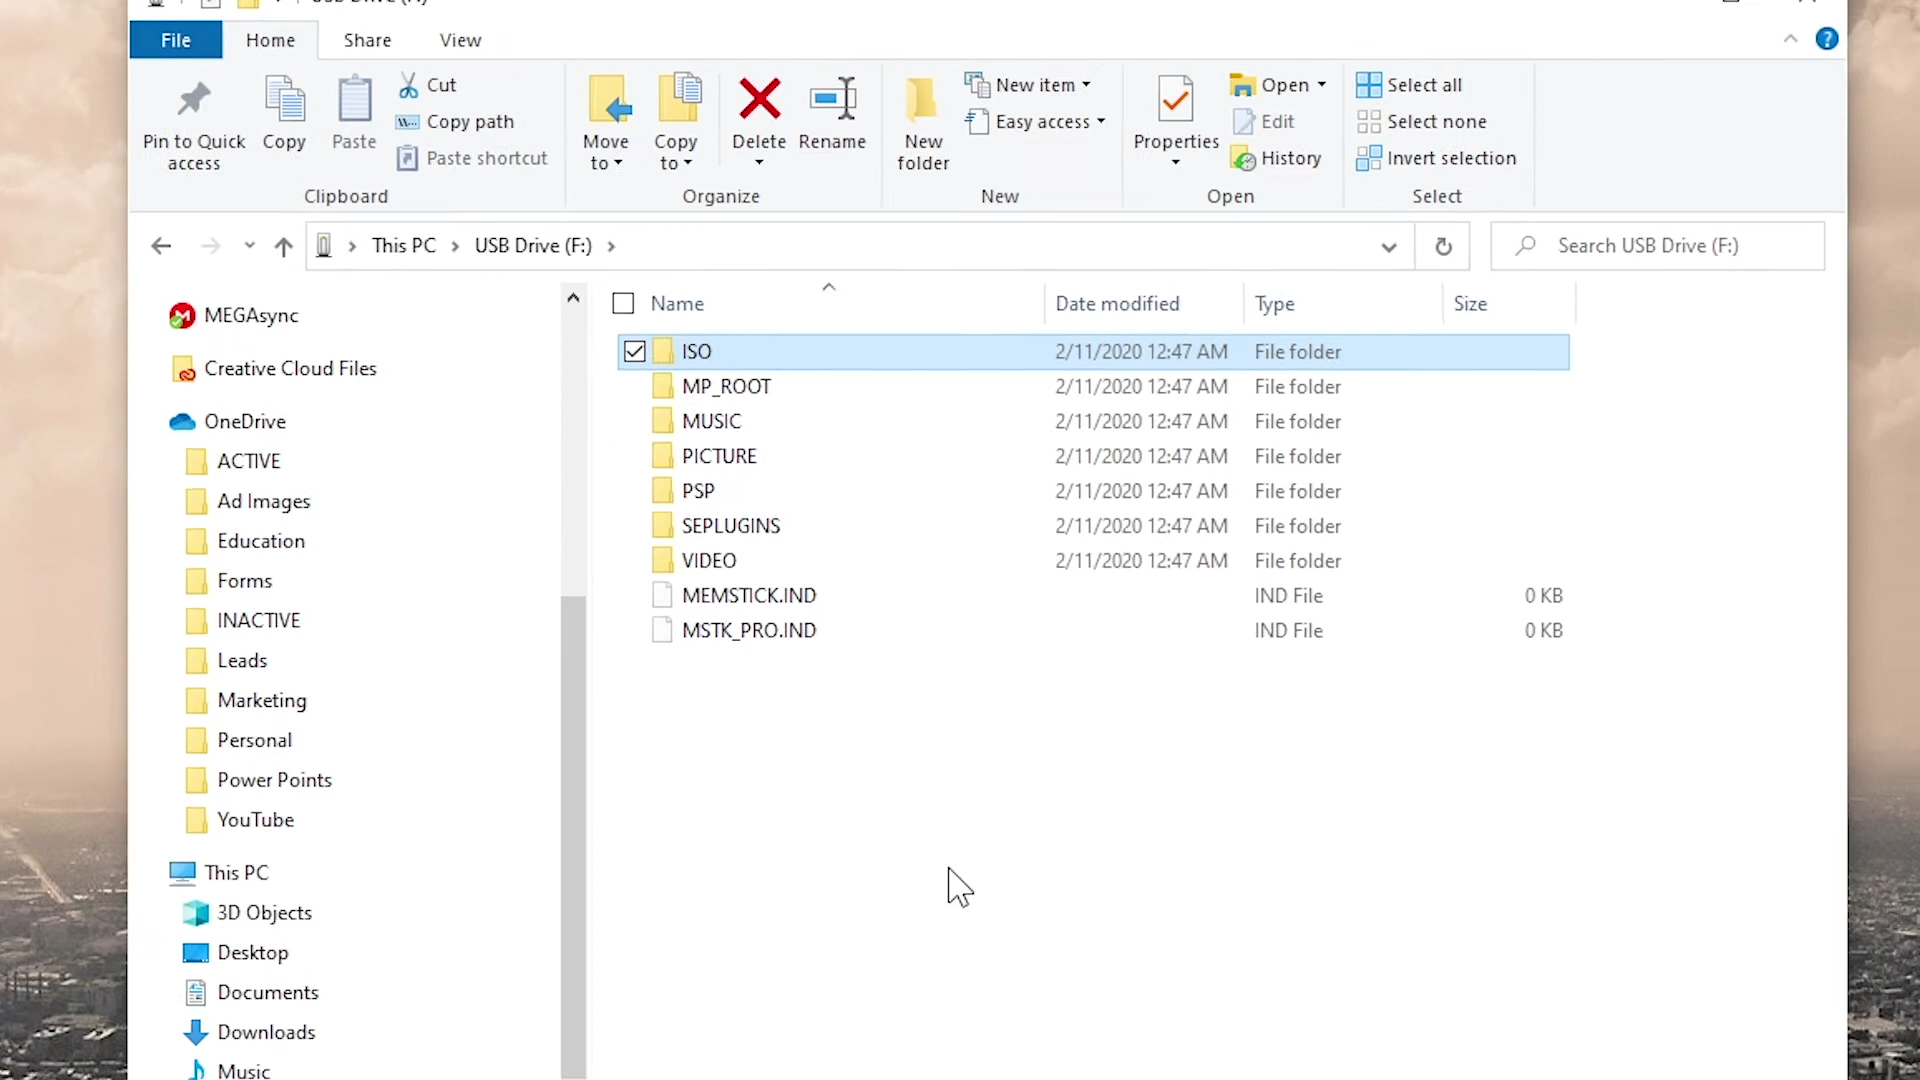 File Home Share View
Pin to Quick access
Copy
Paste
Cut
Copy path
Paste shortcut
Clipboard
Move to
Copy to
Delete
Rename
Organize
New folder
New item
Easy access
New
Properties
Open
Edit
History
Open
Select all
Select none
Invert selection
Select
This PC > USB Drive (F:) >
Search USB Drive (F:)
MEGAsync
Creative Cloud Files
OneDrive
ACTIVE
Ad Images
Education
Forms
INACTIVE
Leads
Marketing
Personal
Power Points
YouTube
This PC
3D Objects
Desktop
Documents
Downloads
Music
Name Date modified Type Size
ISO 2/11/2020 12:47 AM File folder
MP_ROOT 2/11/2020 12:47 AM File folder
MUSIC 2/11/2020 12:47 AM File folder
PICTURE 2/11/2020 12:47 AM File folder
PSP 2/11/2020 12:47 AM File folder
SEPLUGINS 2/11/2020 12:47 AM File folder
VIDEO 2/11/2020 12:47 AM File folder
MEMSTICK.IND IND File 0 KB
MSTK_PRO.IND IND File 0 KB